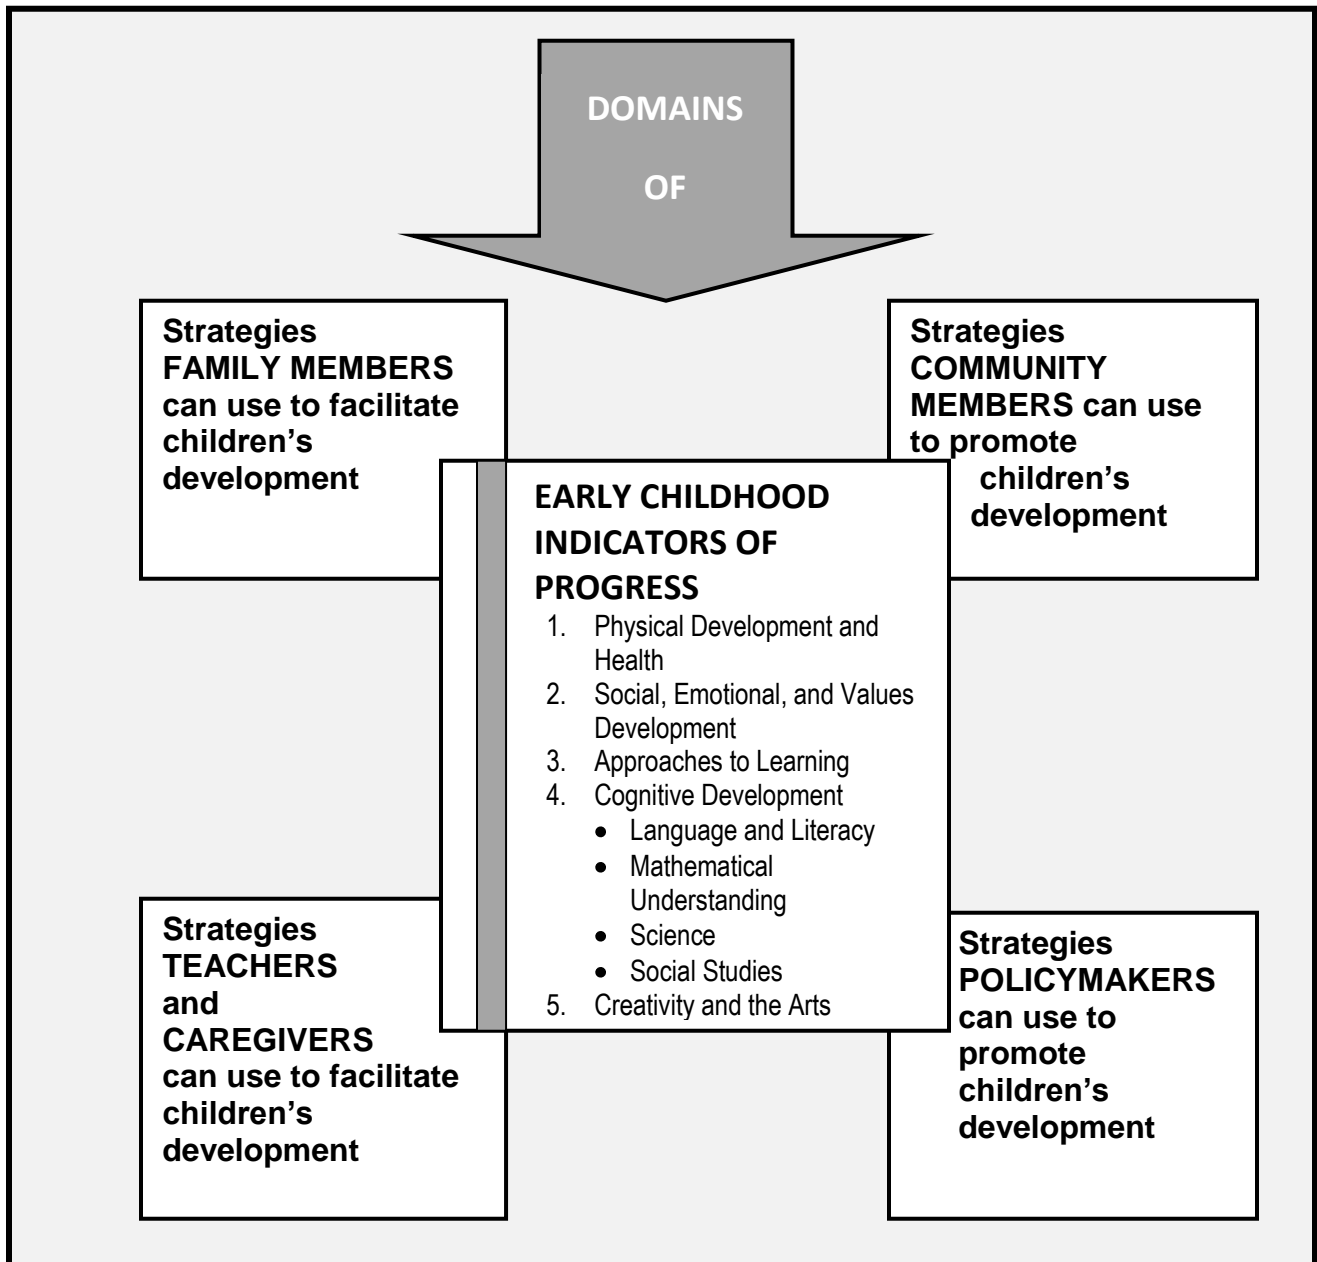 DOMAINS
OF
Strategies
FAMILY MEMBERS
can use to facilitate
children’s
development
Strategies
COMMUNITY
MEMBERS can use
to promote
children’s
development
EARLY CHILDHOOD
INDICATORS OF
PROGRESS
1. Physical Development and
Health
2. Social, Emotional, and Values
Development
3. Approaches to Learning
4. Cognitive Development
• Language and Literacy
• Mathematical
Understanding
• Science
• Social Studies
5. Creativity and the Arts
Strategies
TEACHERS
and
CAREGIVERS
can use to facilitate
children’s
development
Strategies
POLICYMAKERS
can use to
promote
children’s
development